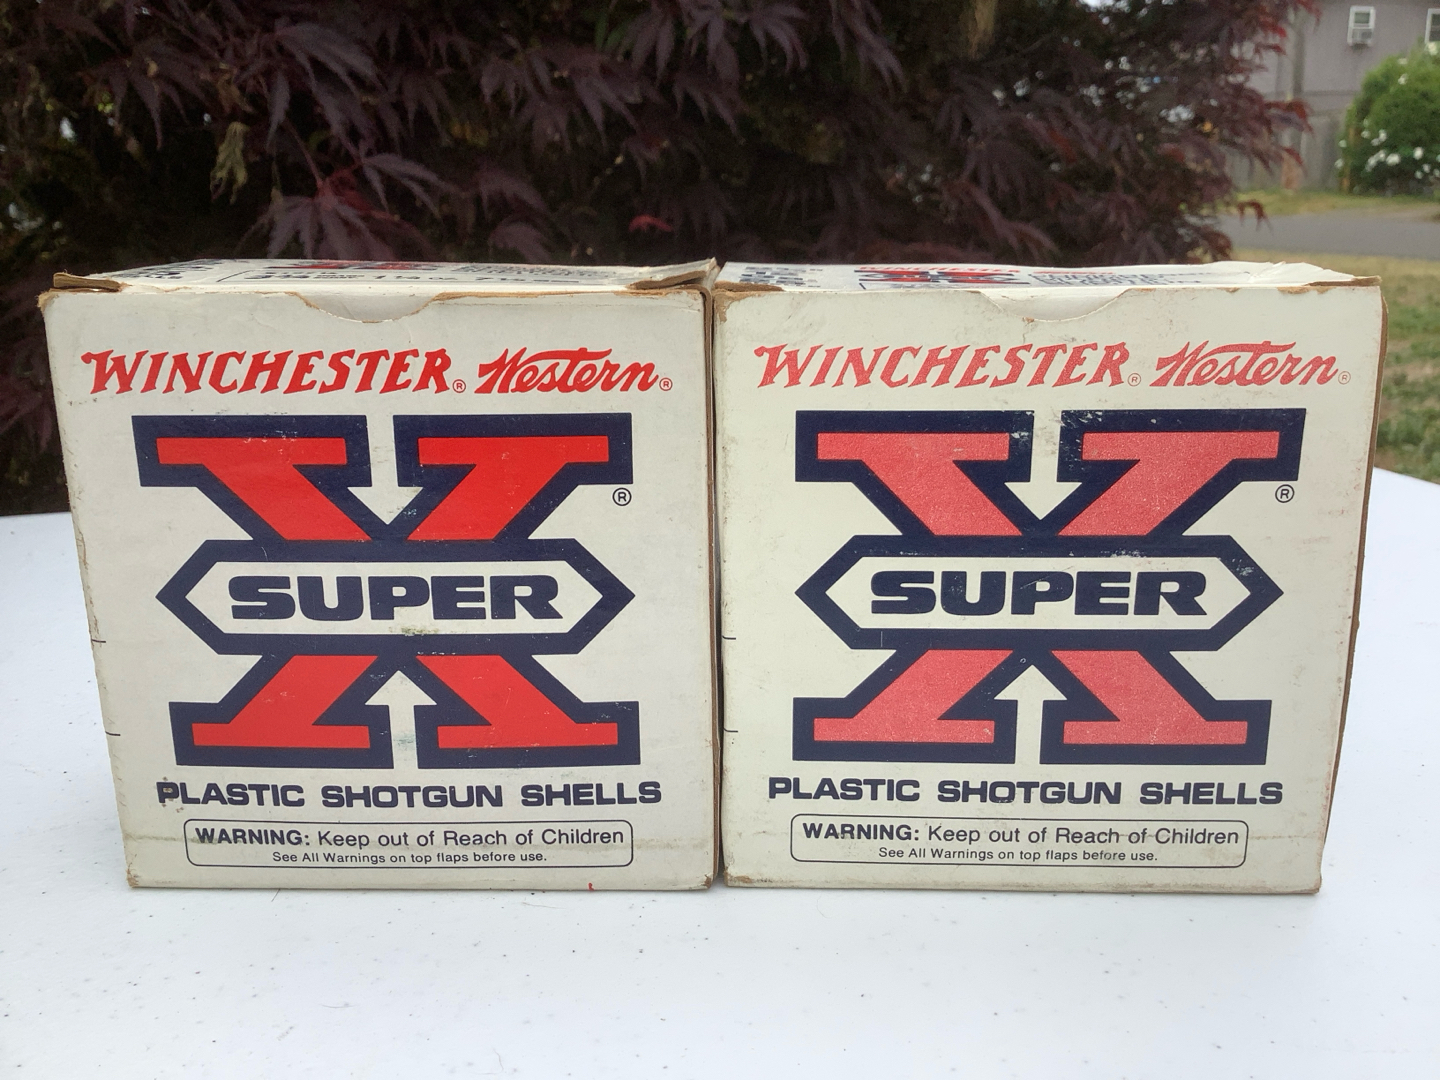 WINCHESTER® Western®
SUPER X ®
PLASTIC SHOTGUN SHELLS
WARNING: Keep out of Reach of Children
See All Warnings on top flaps before use.
WINCHESTER® Western®
SUPER X ®
PLASTIC SHOTGUN SHELLS
WARNING: Keep out of Reach of Children
See All Warnings on top flaps before use.